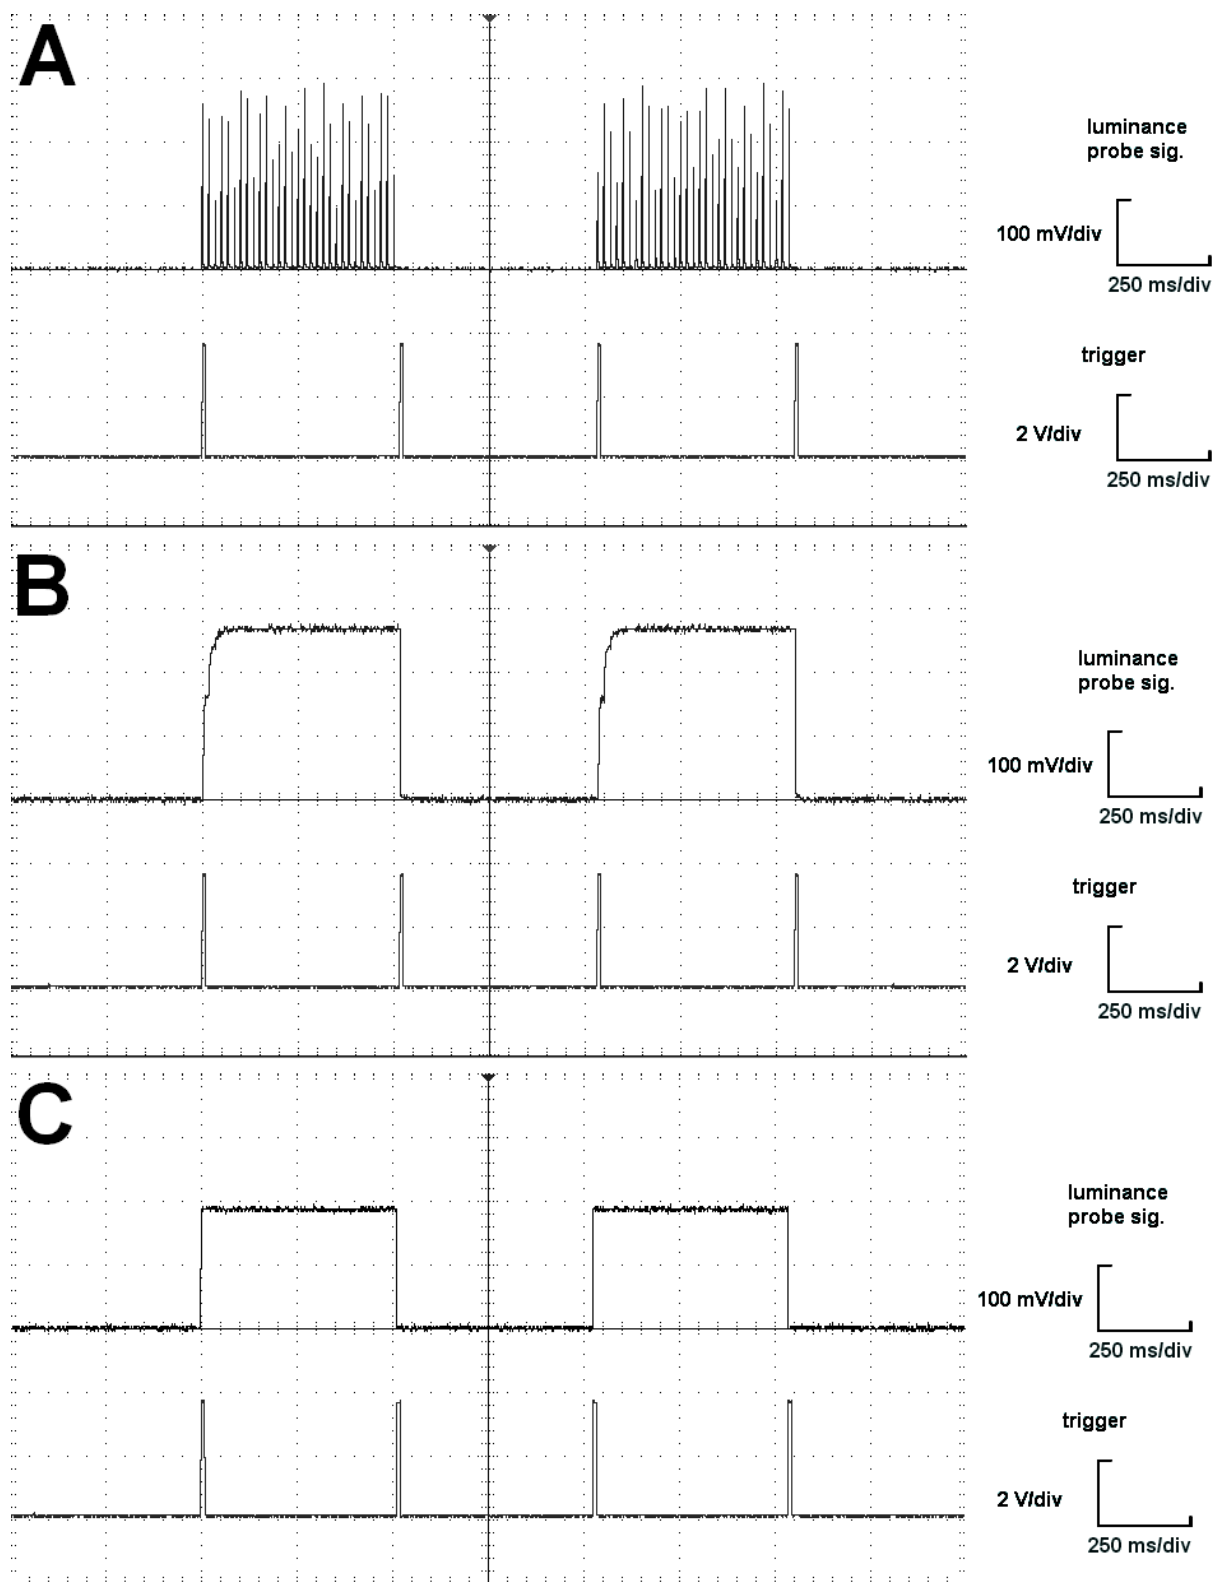 A
luminance
probe sig.
100 mV/div
250 ms/div
trigger
2 V/div
250 ms/div
B
luminance
probe sig.
100 mV/div
250 ms/div
trigger
2 V/div
250 ms/div
C
luminance
probe sig.
100 mV/div
250 ms/div
trigger
2 V/div
250 ms/div